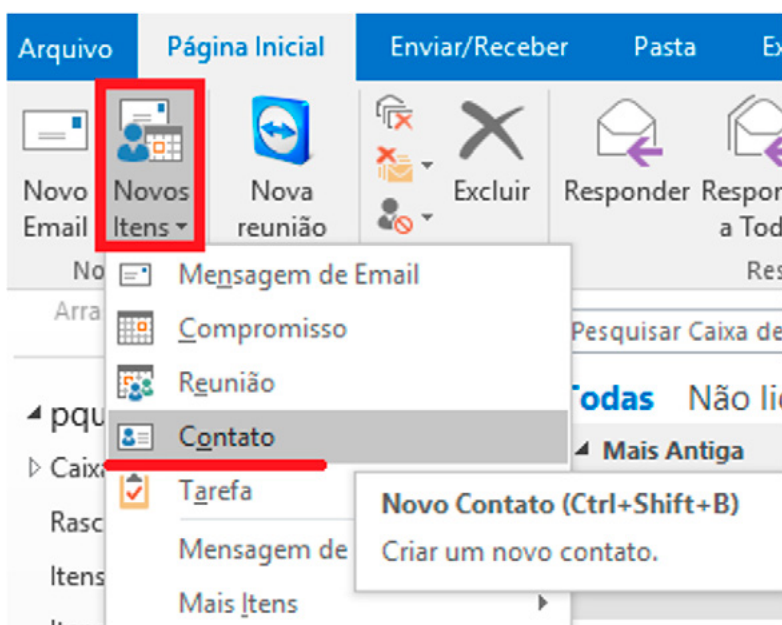 Arquivo Página Inicial Enviar/Receber Pasta
Novo Email
Novos Itens
Nova reunião
Excluir
Responder
a
Mensagem de Email
Compromisso
Reunião
Contato
Tarefa
Mensagem de
Mais Itens
Novo Contato (Ctrl+Shift+B)
Criar um novo contato.
Pesquisar Caixa de
Todas Não
Mais Antiga
Itens